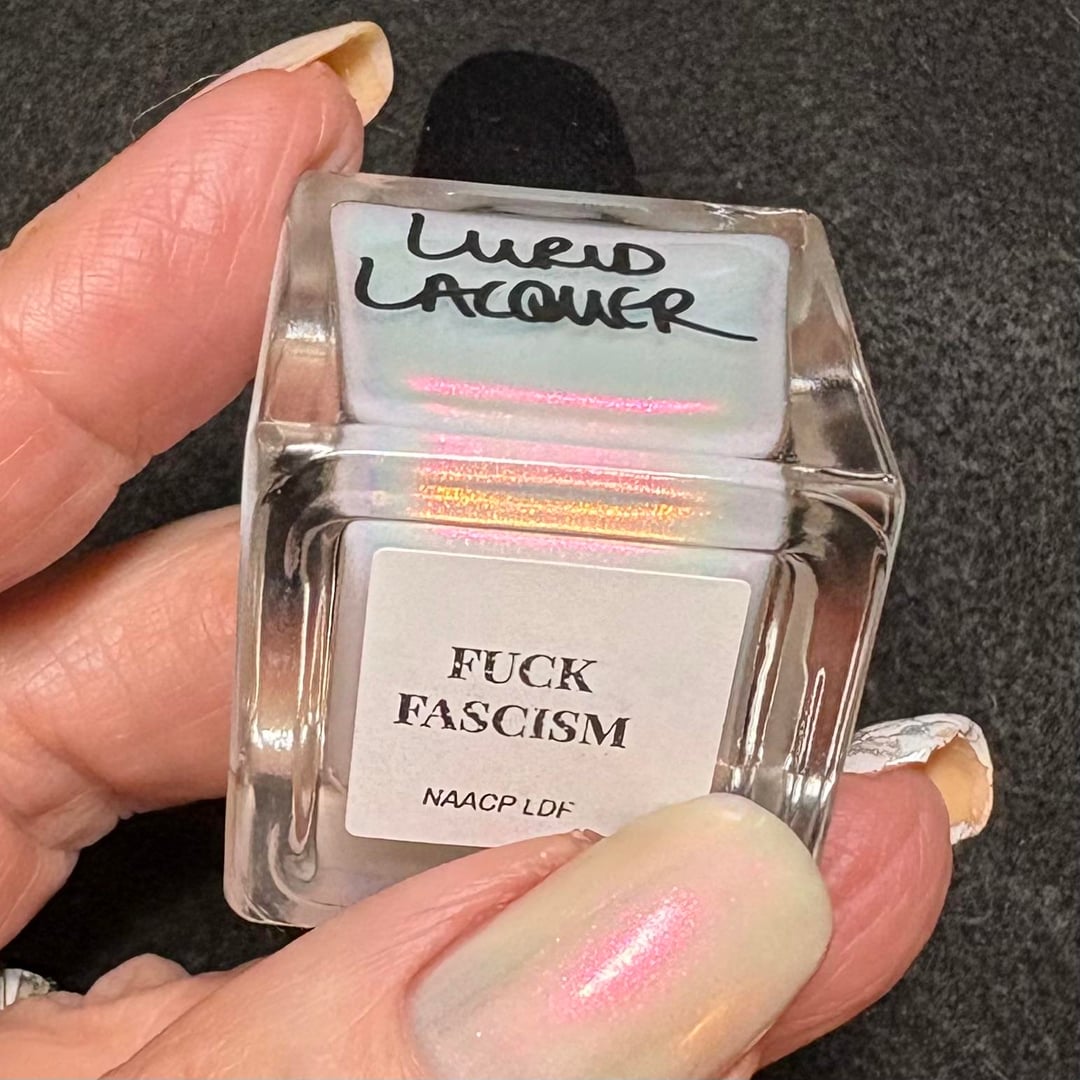 LURID
LACQUER
FUCK
FASCISM
NAACP LDF